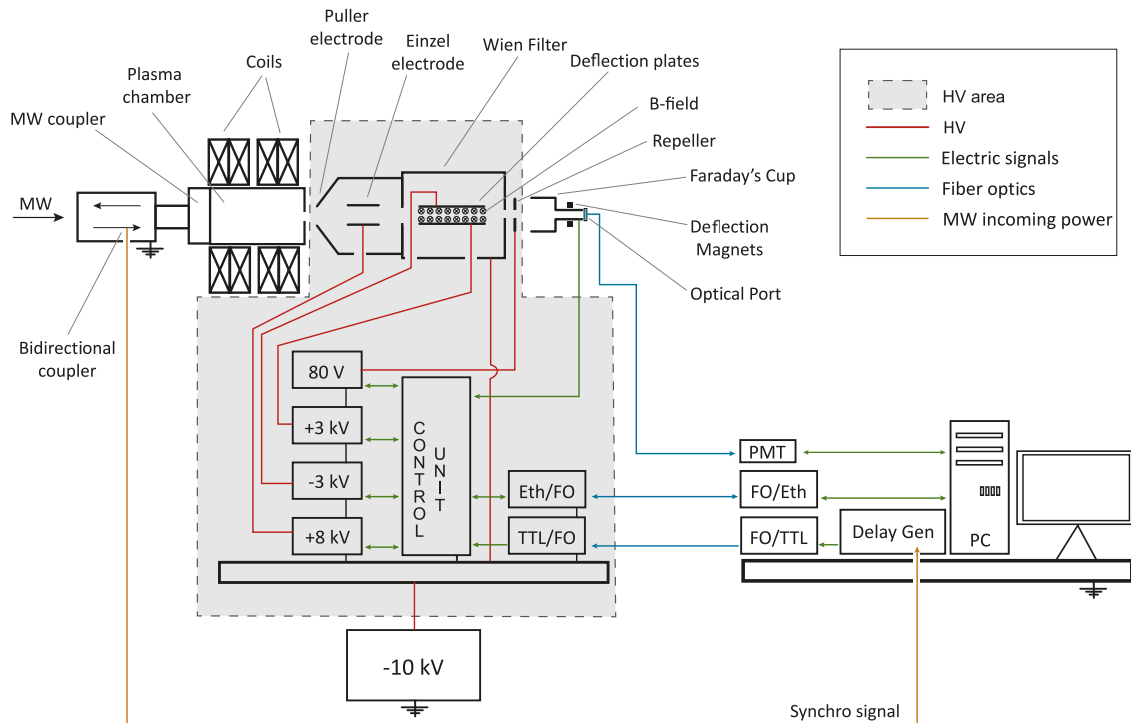 Puller
electrode
Einzel
electrode
Wien Filter
Coils
Deflection plates
Plasma
chamber
B-field
MW coupler
Repeller
Faraday's Cup
MW
Deflection
Magnets
Optical Port
Bidirectional
coupler
HV area
HV
Electric signals
Fiber optics
MW incoming power
80 V
+3 kV
-3 kV
+8 kV
CONTROL
UNIT
Eth/FO
TTL/FO
PMT
FO/Eth
FO/TTL
Delay Gen
PC
-10 kV
Synchro signal